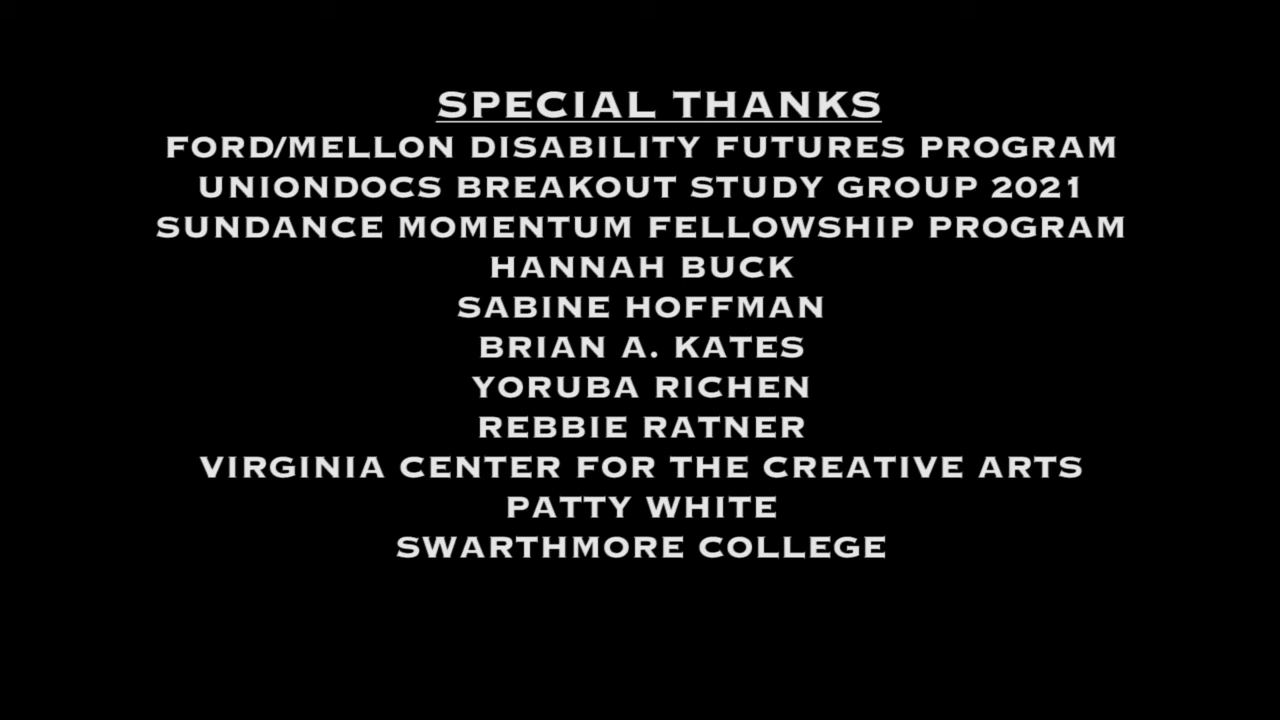 SPECIAL THANKS
FORD/MELLON DISABILITY FUTURES PROGRAM
UNIONDOCS BREAKOUT STUDY GROUP 2021
SUNDANCE MOMENTUM FELLOWSHIP PROGRAM
HANNAH BUCK
SABINE HOFFMAN
BRIAN A. KATES
YORUBA RICHEN
REBBIE RATNER
VIRGINIA CENTER FOR THE CREATIVE ARTS
PATTY WHITE
SWARTHMORE COLLEGE